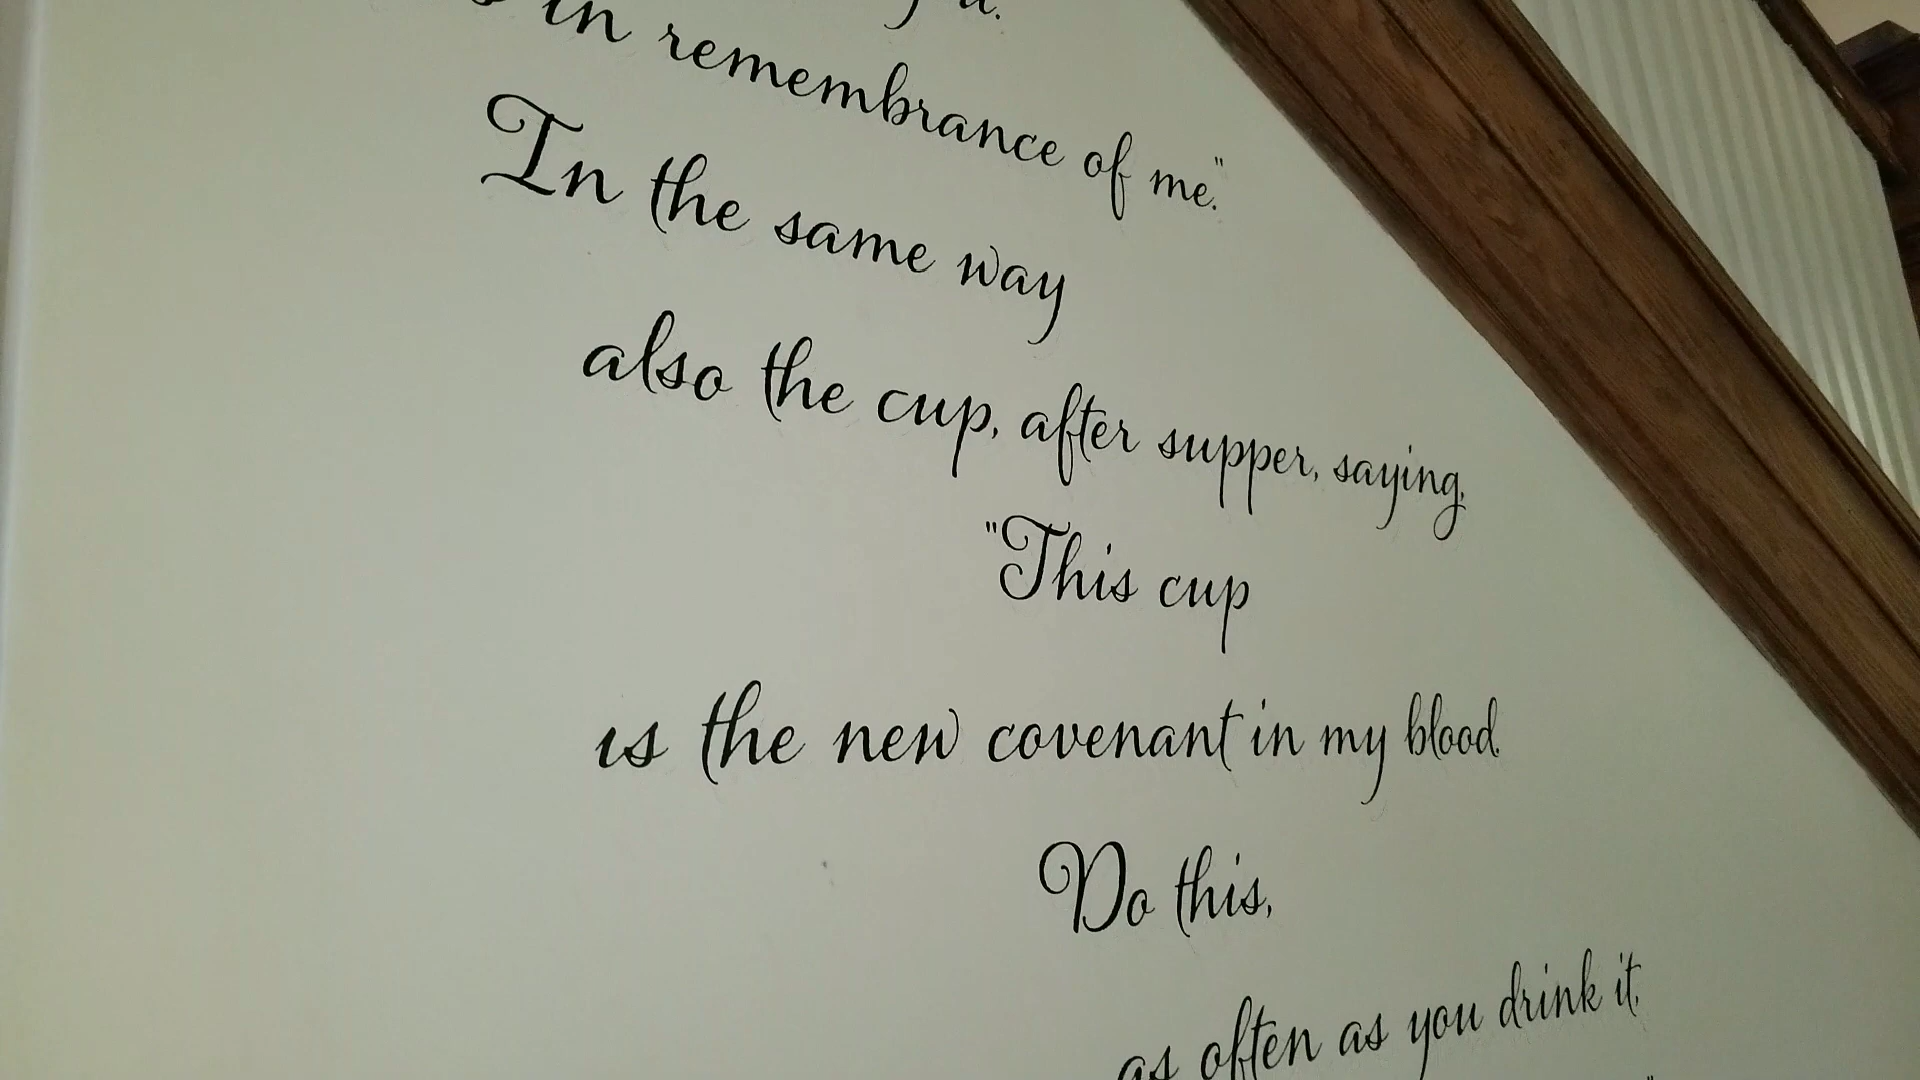 in remembrance of me."
In the same way
also the cup, after supper, saying,
"This cup
is the new covenant in my blood.
Do this,
as often as you drink it,